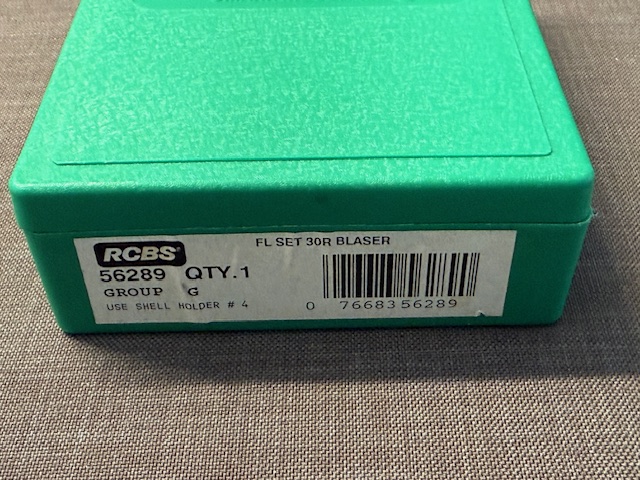 FL SET 30R BLASER
RCBS
56289 QTY.1
GROUP G
USE SHELL HOLDER # 4
0 7668356289